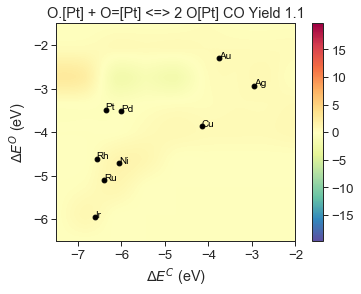 O.[Pt] + O=[Pt] <=> 2 O[Pt] CO Yield 1.1
−2
−3
−4
−5
−6
ΔE^O (eV)
Au
Ag
Pt
Pd
Cu
Rh
Ni
Ru
Ir
−7
−6
−5
−4
−3
−2
ΔE^C (eV)
15
10
5
0
−5
−10
−15